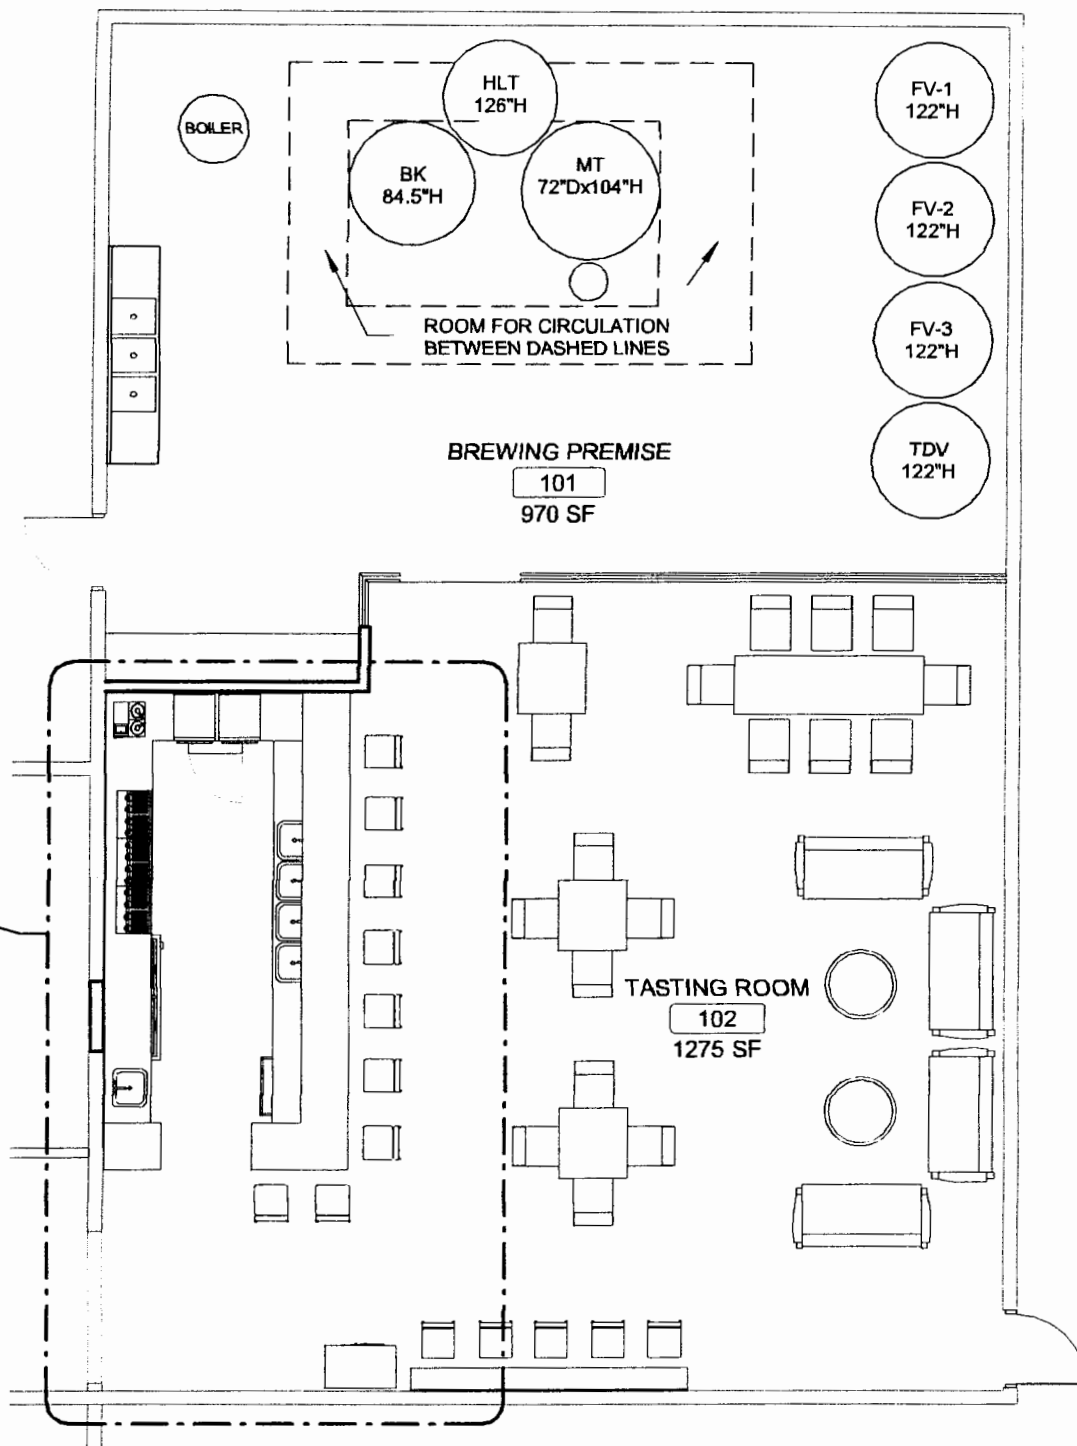 HLT
126"H
FV-1
122"H
BOILER
BK
84.5"H
MT
72"Dx104"H
FV-2
122"H
ROOM FOR CIRCULATION
BETWEEN DASHED LINES
FV-3
122"H
BREWING PREMISE
101
970 SF
TDV
122"H
TASTING ROOM
102
1275 SF